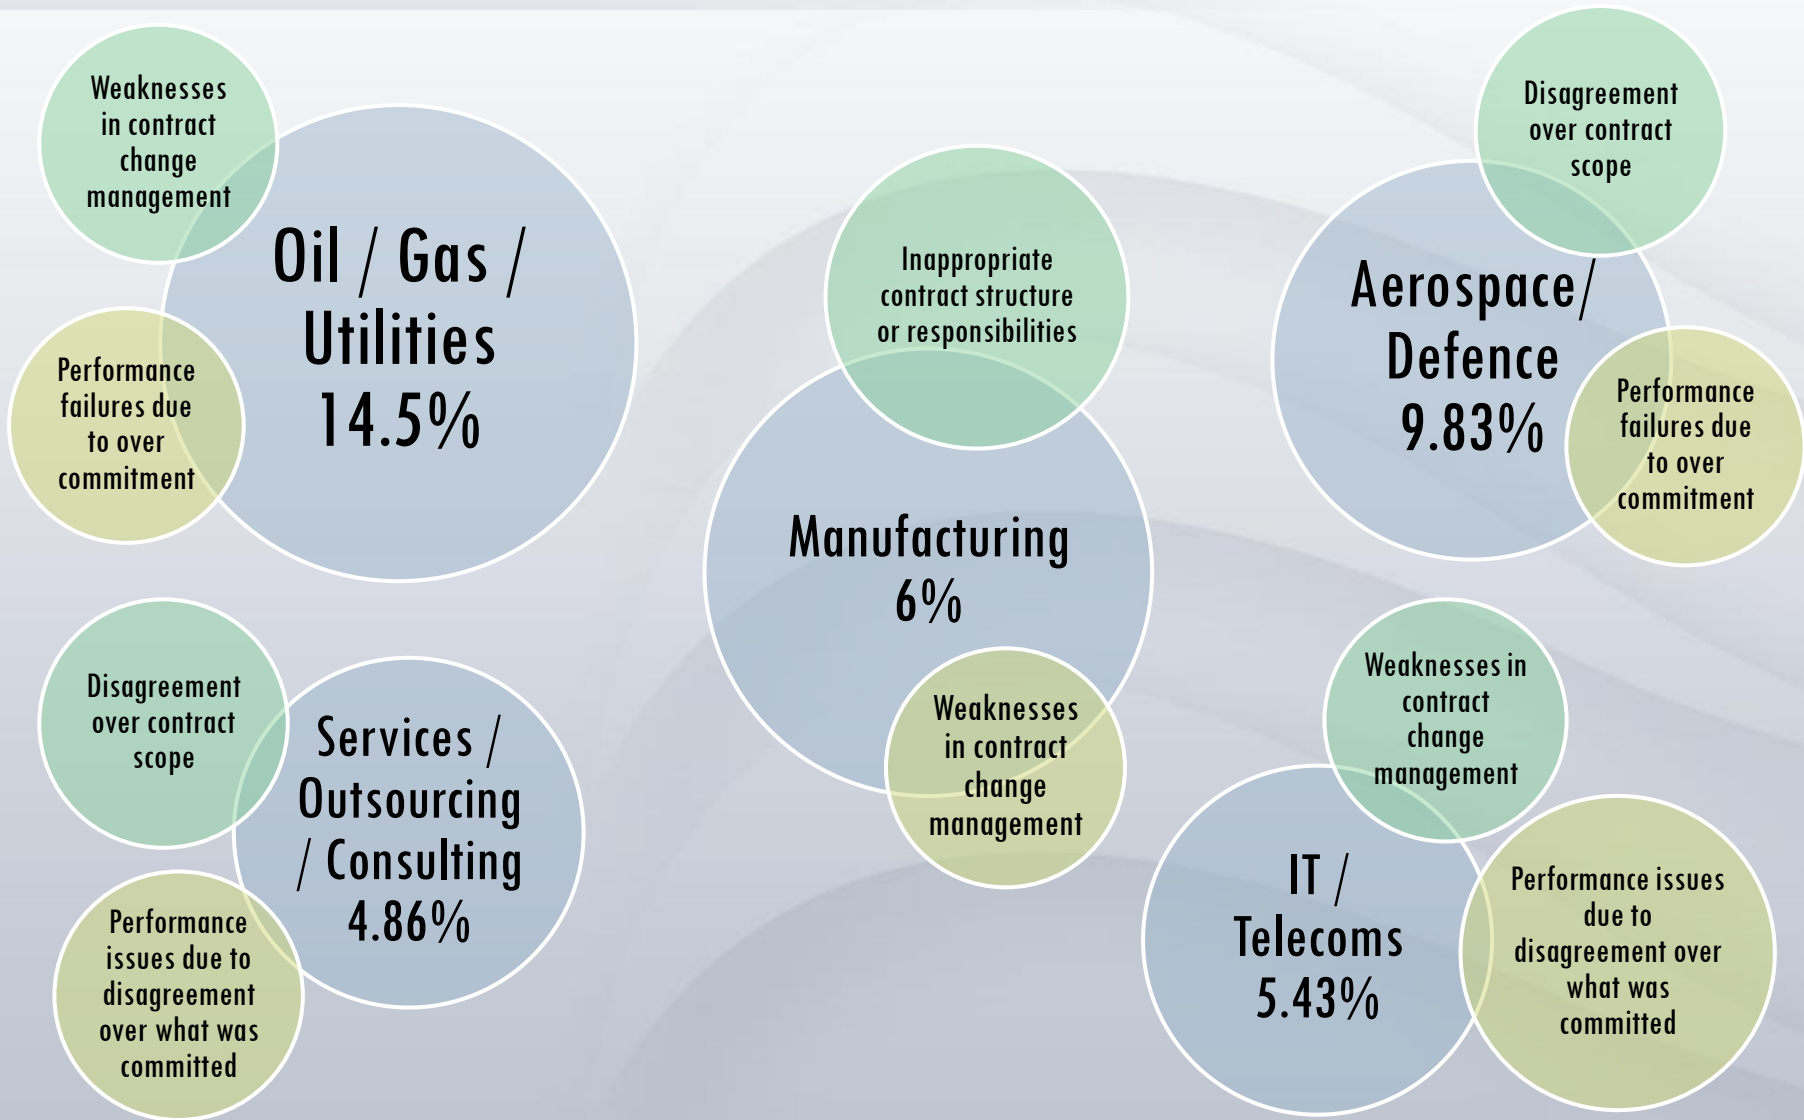 Weaknesses
in contract
change
management
Oil / Gas /
Utilities
14.5%
Performance
failures due
to over
commitment
Inappropriate
contract structure
or responsibilities
Manufacturing
6%
Weaknesses
in contract
change
management
Disagreement
over contract
scope
Aerospace/
Defence
9.83%
Performance
failures due
to over
commitment
Disagreement
over contract
scope
Services /
Outsourcing
/ Consulting
4.86%
Performance
issues due to
disagreement
over what was
committed
Weaknesses in
contract
change
management
IT /
Telecoms
5.43%
Performance issues
due to
disagreement over
what was
committed